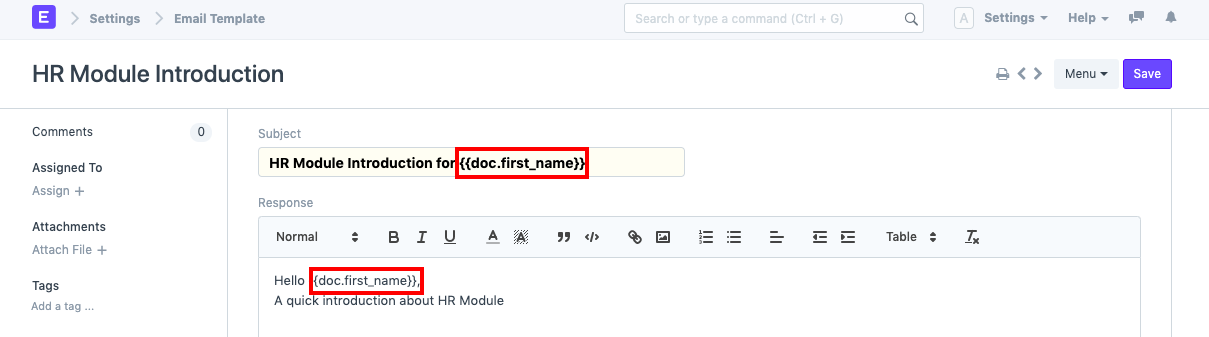 E Settings Email Template Search or type a command (Ctrl + G) A Settings Help
HR Module Introduction Menu Save
Comments 0
Assigned To
Assign +
Attachments
Attach File +
Tags
Add a tag ...
Subject
HR Module Introduction for {{doc.first_name}}
Response
Normal B I U A A Table
Hello {doc.first_name}},
A quick introduction about HR Module